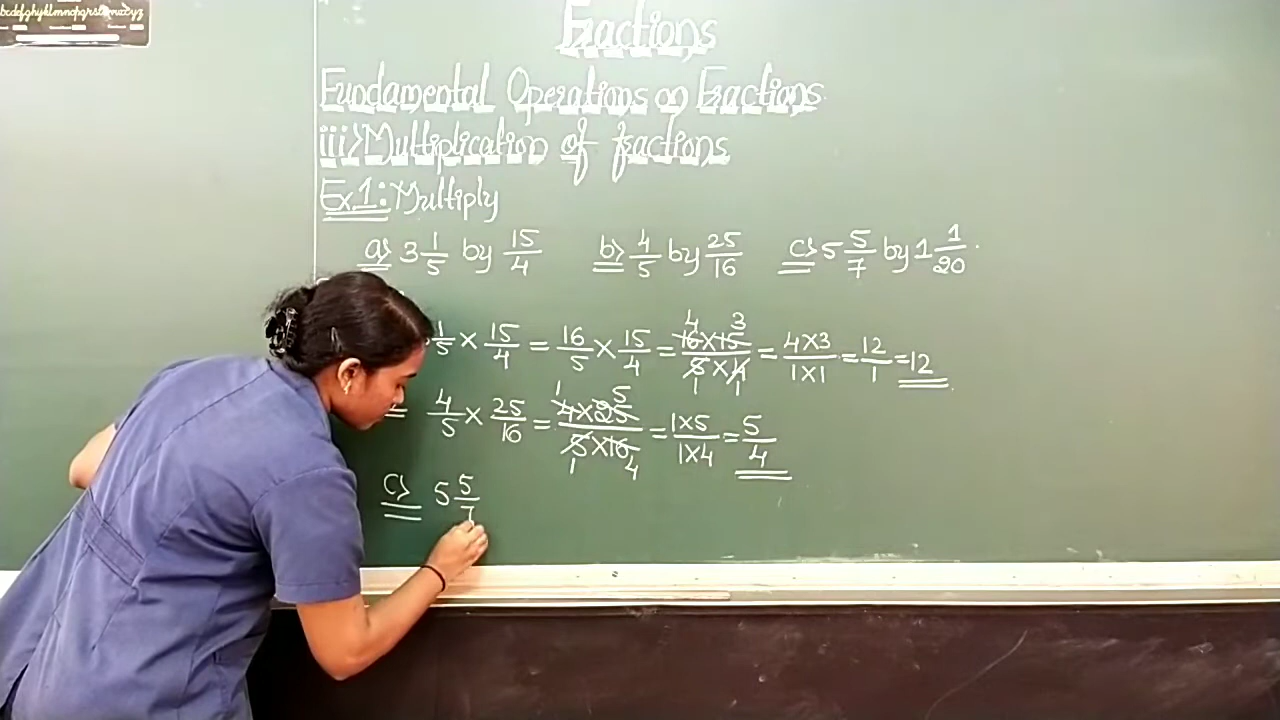 bcdefghyklmnopqrstuvwxyz
Fractions
Fundamental Operations on Fractions
iii> Multiplication of fractions
Ex.1: Multiply
a> 3 1/5 by 15/4 b> 4/5 by 25/16 c> 5 5/7 by 1 1/20
1/5 × 15/4 = 16/5 × 15/4 = 16×15/5×4 = 4×3/1×1 = 12/1 = 12
4/5 × 25/16 = 4×25/5×16 = 1×5/1×4 = 5/4
c> 5 5/7